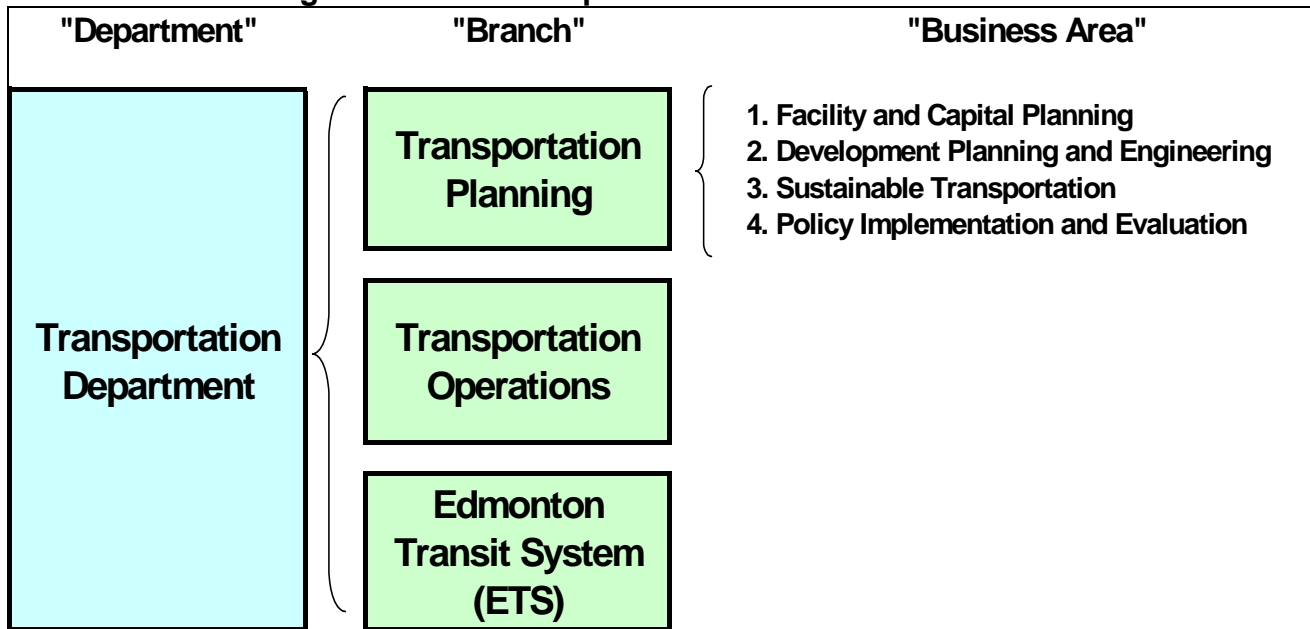 "Department" "Branch" "Business Area"
Transportation
Planning
1. Facility and Capital Planning
2. Development Planning and Engineering
3. Sustainable Transportation
4. Policy Implementation and Evaluation
Transportation
Department
Transportation
Operations
Edmonton
Transit System
(ETS)